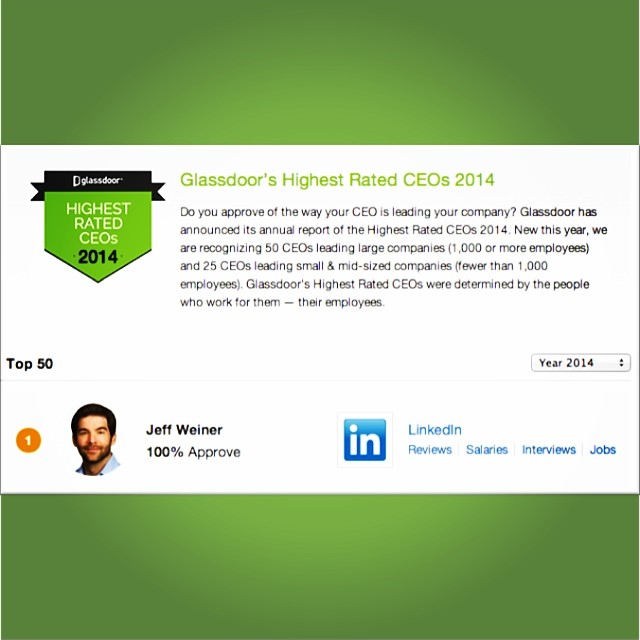 glassdoor
HIGHEST
RATED
CEOs
2014
Glassdoor's Highest Rated CEOs 2014
Do you approve of the way your CEO is leading your company? Glassdoor has
announced its annual report of the Highest Rated CEOs 2014. New this year, we
are recognizing 50 CEOs leading large companies (1,000 or more employees)
and 25 CEOs leading small & mid-sized companies (fewer than 1,000
employees). Glassdoor's Highest Rated CEOs were determined by the people
who work for them — their employees.
Top 50
Year 2014
1
Jeff Weiner
100% Approve
in
LinkedIn
Reviews Salaries Interviews Jobs